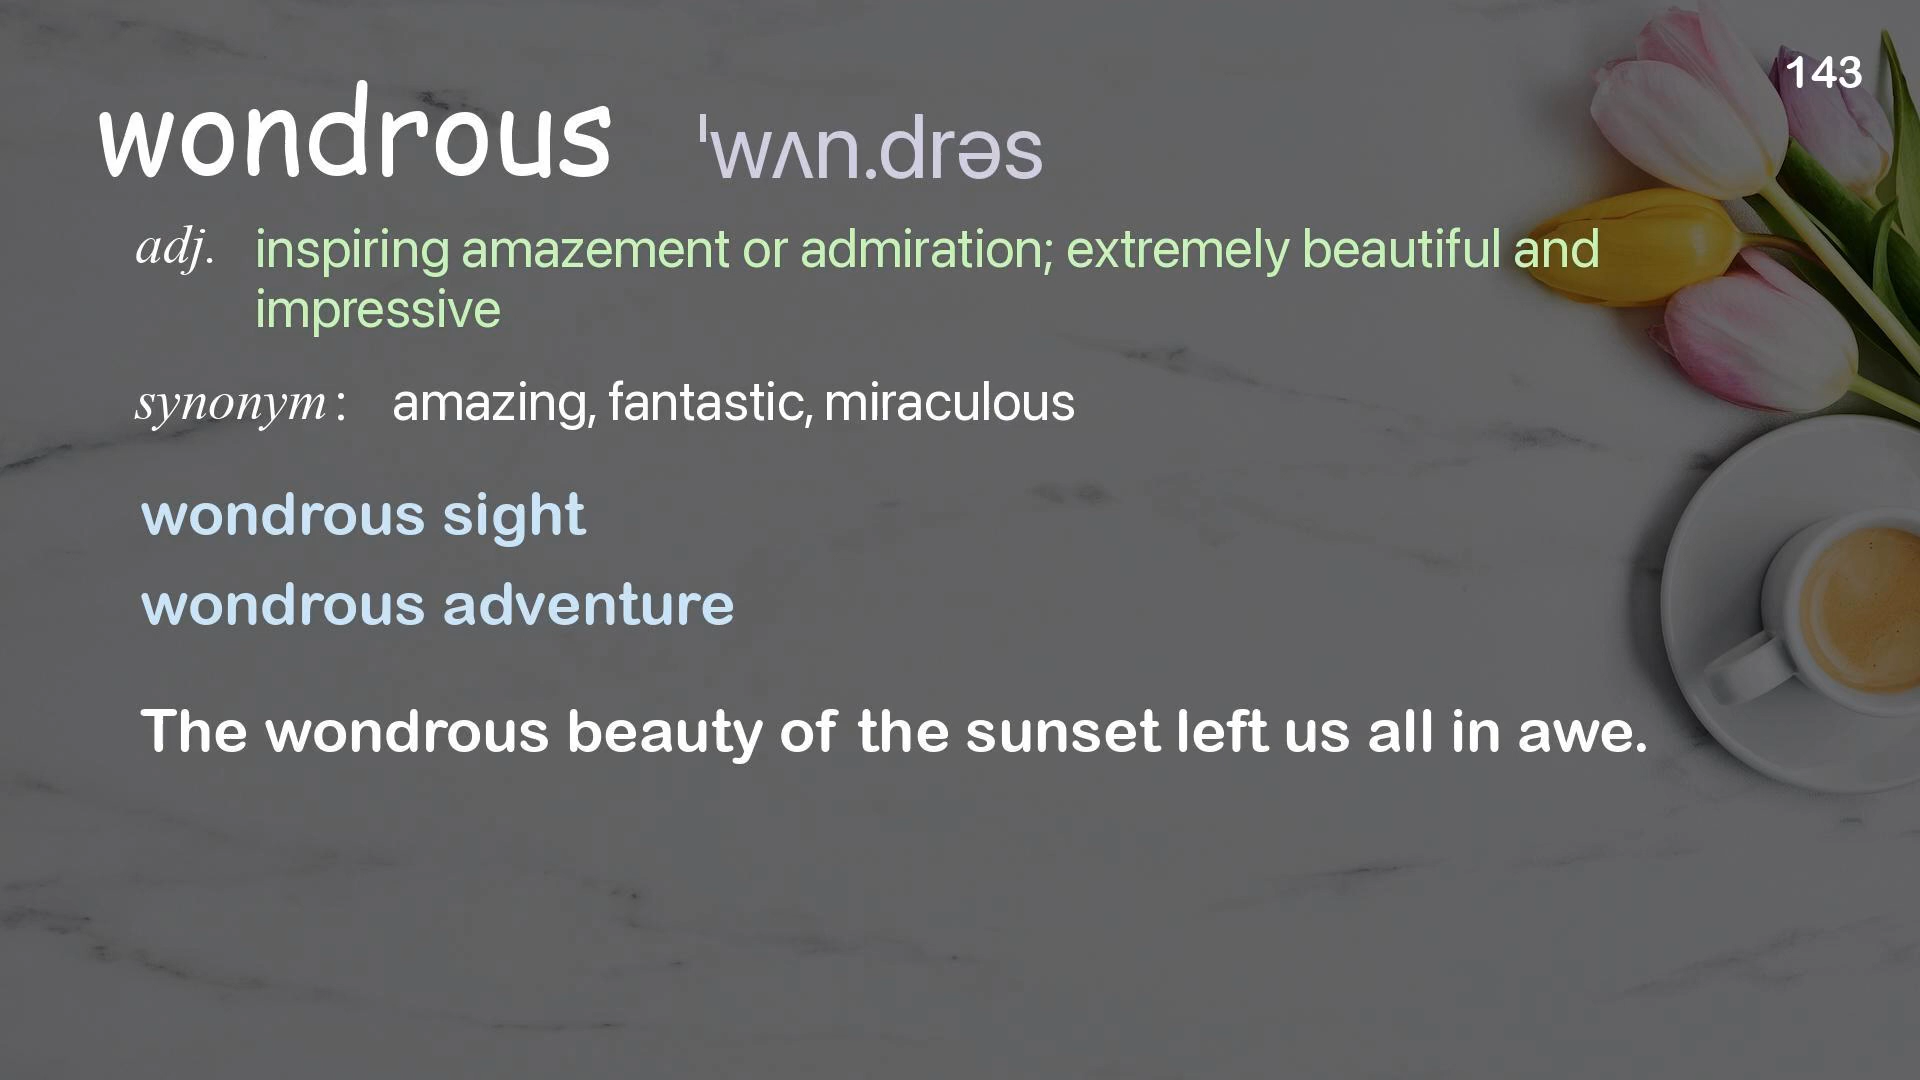 143
wondrous ˈwʌn.drəs
adj. inspiring amazement or admiration; extremely beautiful and
impressive
synonym: amazing, fantastic, miraculous
wondrous sight
wondrous adventure
The wondrous beauty of the sunset left us all in awe.